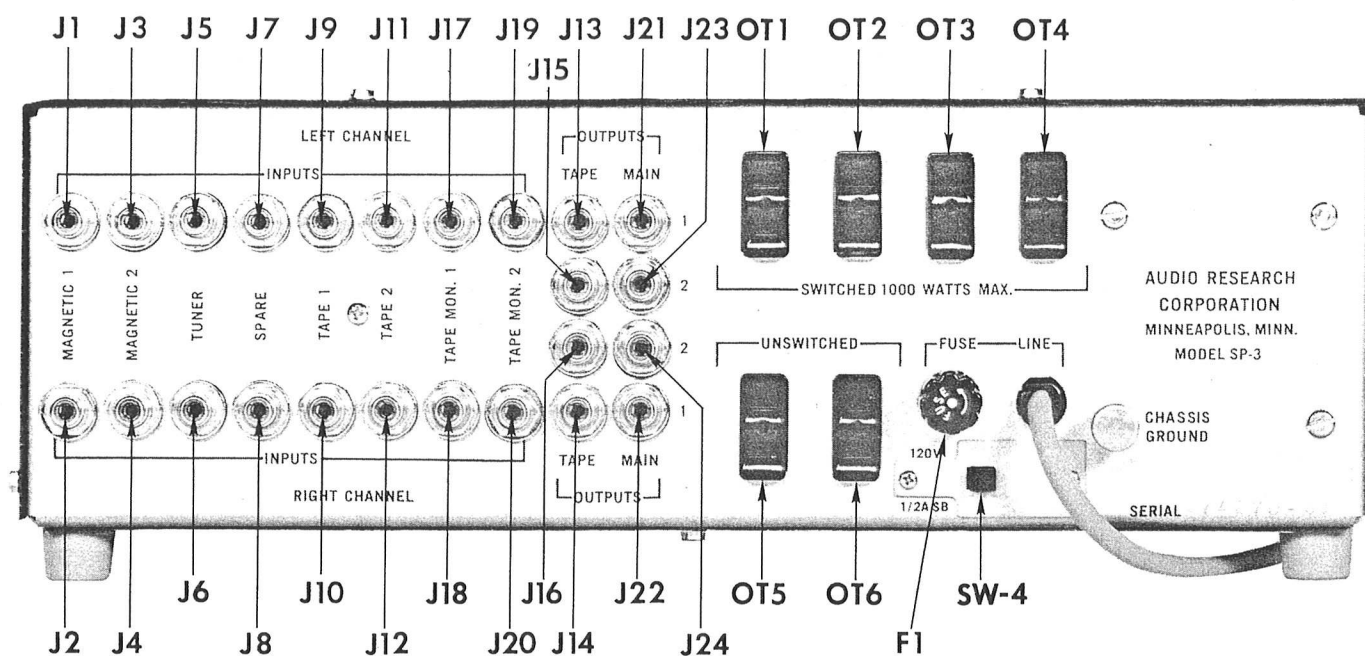 J1 J3 J5 J7 J9 J11 J17 J19 J13 J21 J23 OT1 OT2 OT3 OT4
J15
LEFT CHANNEL
OUTPUTS
INPUTS
TAPE MAIN
1
2
2
1
MAGNETIC 1
MAGNETIC 2
TUNER
SPARE
TAPE 1
TAPE 2
TAPE MON. 1
TAPE MON. 2
SWITCHED 1000 WATTS MAX.
AUDIO RESEARCH
CORPORATION
MINNEAPOLIS, MINN.
MODEL SP-3
UNSWITCHED
FUSE LINE
CHASSIS
GROUND
120V
1/2A SB
SERIAL
INPUTS
TAPE MAIN
OUTPUTS
RIGHT CHANNEL
J6 J10 J18 J16 J22 OT5 OT6 SW-4
J2 J4 J8 J12 J20 J14 J24 F1